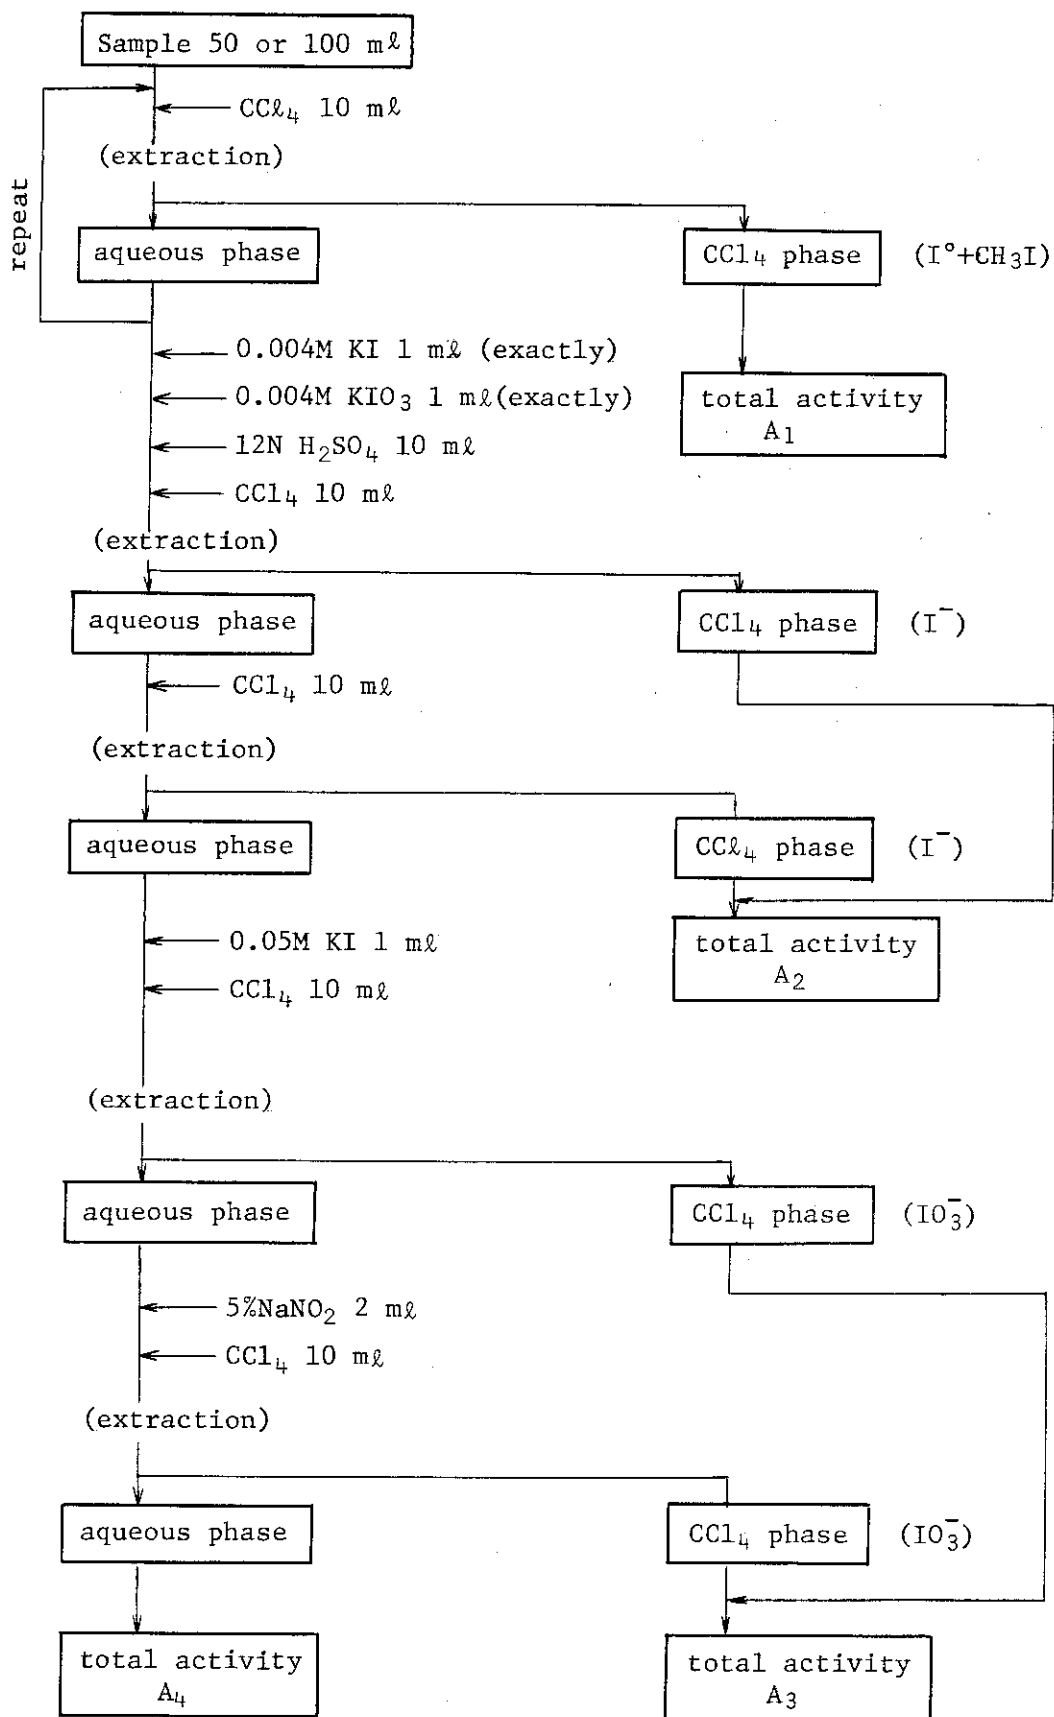 Sample 50 or 100 mℓ
CCℓ₄ 10 mℓ
(extraction)
repeat
aqueous phase
CCl₄ phase
(I°+CH₃I)
0.004M KI 1 mℓ (exactly)
0.004M KIO₃ 1 mℓ(exactly)
12N H₂SO₄ 10 mℓ
CCl₄ 10 mℓ
total activity
A₁
(extraction)
aqueous phase
CCl₄ phase
(I⁻)
CCl₄ 10 mℓ
(extraction)
aqueous phase
CCℓ₄ phase
(I⁻)
0.05M KI 1 mℓ
CCl₄ 10 mℓ
total activity
A₂
(extraction)
aqueous phase
CCl₄ phase
(IO₃⁻)
5%NaNO₂ 2 mℓ
CCl₄ 10 mℓ
(extraction)
aqueous phase
CCl₄ phase
(IO₃⁻)
total activity
A₄
total activity
A₃